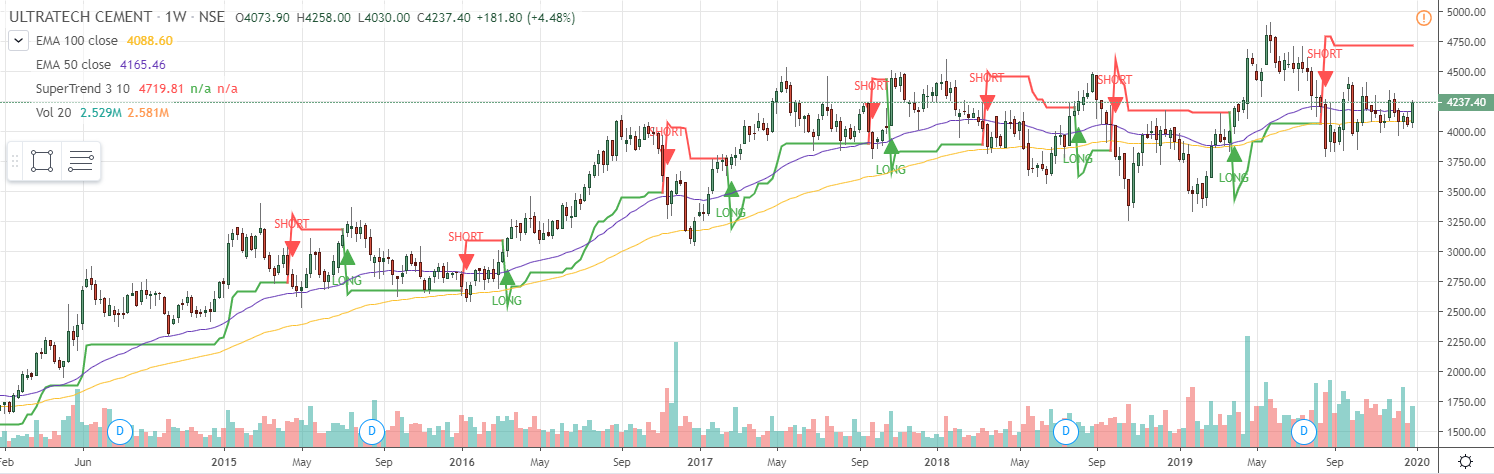 ULTRATECH CEMENT · 1W · NSE O4073.90 H4258.00 L4030.00 C4237.40 +181.80 (+4.48%)
EMA 100 close 4088.60
EMA 50 close 4165.46
SuperTrend 3 10 4719.81 n/a n/a
Vol 20 2.529M 2.581M
5000.00
4750.00
4500.00
4237.40
4000.00
3750.00
3500.00
3250.00
3000.00
2750.00
2500.00
2250.00
2000.00
1750.00
1500.00
SHORT
LONG
SHORT
LONG
SHORT
LONG
SHORT
LONG
SHORT
LONG
SHORT
LONG
SHORT
D
D
D
D
Feb Jun 2015 May Sep 2016 May Sep 2017 May Sep 2018 May Sep 2019 May Sep 2020